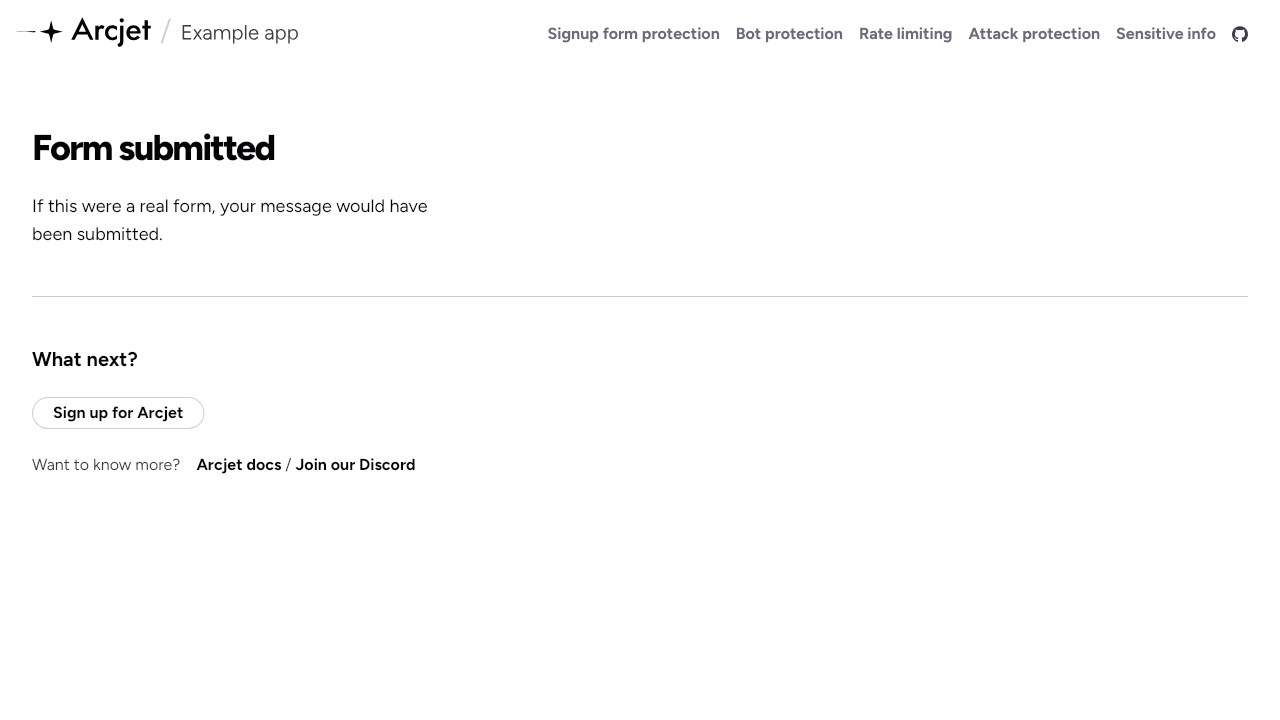 Arcjet / Example app
Signup form protection Bot protection Rate limiting Attack protection Sensitive info
Form submitted
If this were a real form, your message would have
been submitted.
What next?
Sign up for Arcjet
Want to know more? Arcjet docs / Join our Discord